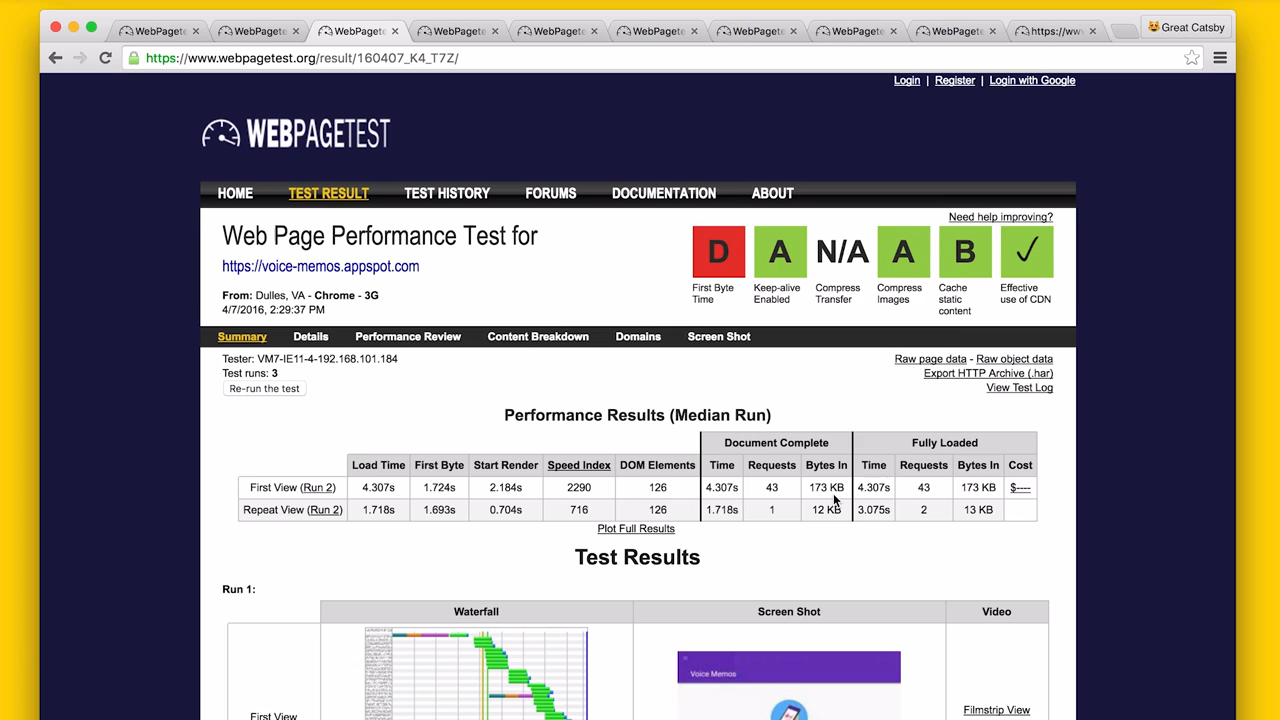 WebPagete
WebPagete
WebPagete
WebPagete
WebPagete
WebPagete
WebPagete
WebPagete
WebPagete
https://ww
Great Catsby
https://www.webpagetest.org/result/160407_K4_T7Z/
Login | Register | Login with Google
WEBPAGETEST
HOME TEST RESULT TEST HISTORY FORUMS DOCUMENTATION ABOUT
Need help improving?
Web Page Performance Test for
https://voice-memos.appspot.com
From: Dulles, VA - Chrome - 3G
4/7/2016, 2:29:37 PM
D A N/A A B ✓
First Byte Time
Keep-alive Enabled
Compress Transfer
Compress Images
Cache static content
Effective use of CDN
Summary Details Performance Review Content Breakdown Domains Screen Shot
Tester: VM7-IE11-4-192.168.101.184
Test runs: 3
Re-run the test
Raw page data - Raw object data
Export HTTP Archive (.har)
View Test Log
Performance Results (Median Run)
Document Complete Fully Loaded
Load Time First Byte Start Render Speed Index DOM Elements Time Requests Bytes In Time Requests Bytes In Cost
First View (Run 2) 4.307s 1.724s 2.184s 2290 126 4.307s 43 173 KB 4.307s 43 173 KB $----
Repeat View (Run 2) 1.718s 1.693s 0.704s 716 126 1.718s 1 12 KB 3.075s 2 13 KB
Plot Full Results
Test Results
Run 1:
Waterfall Screen Shot Video
Voice Memos
Filmstrip View
First View